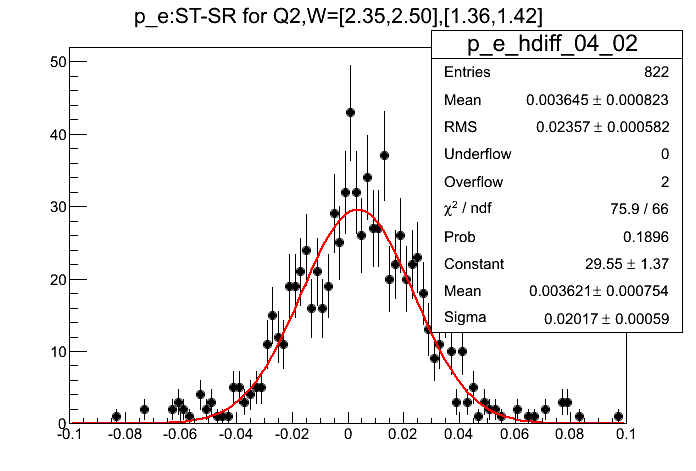 p_e:ST-SR for Q2,W=[2.35,2.50],[1.36,1.42]
p_e_hdiff_04_02
Entries 822
Mean 0.003645 ± 0.000823
RMS 0.02357 ± 0.000582
Underflow 0
Overflow 2
χ² / ndf 75.9 / 66
Prob 0.1896
Constant 29.55 ± 1.37
Mean 0.003621 ± 0.000754
Sigma 0.02017 ± 0.00059
50
40
30
20
10
0
-0.1 -0.08 -0.06 -0.04 -0.02 0 0.02 0.04 0.06 0.08 0.1